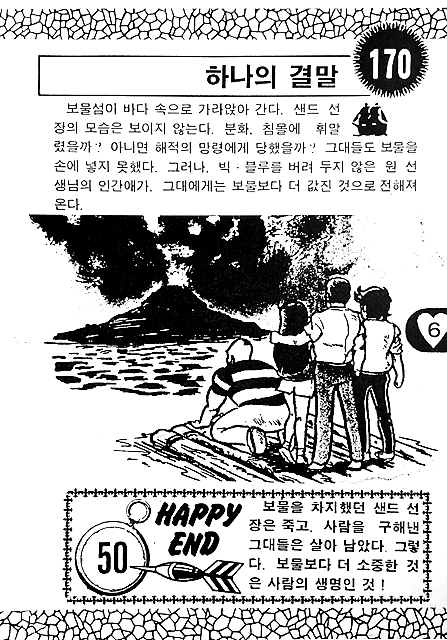 170
하나의 결말
보물섬이 바다 속으로 가라앉아 간다. 샌드 선
장의 모습은 보이지 않는다. 분화, 침몰에 휘말
렸을까? 아니면 해적의 망령에게 당했을까? 그대들도 보물을
손에 넣지 못했다. 그러나, 빅·블루를 버려 두지 않은 원 선
생님의 인간애가, 그대에게는 보물보다 더 값진 것으로 전해져
온다.
6
HAPPY
END
50
보물을 차지했던 샌드 선
장은 죽고, 사람을 구해낸
그대들은 살아 남았다. 그렇
다. 보물보다 더 소중한 것
은 사람의 생명인 것!